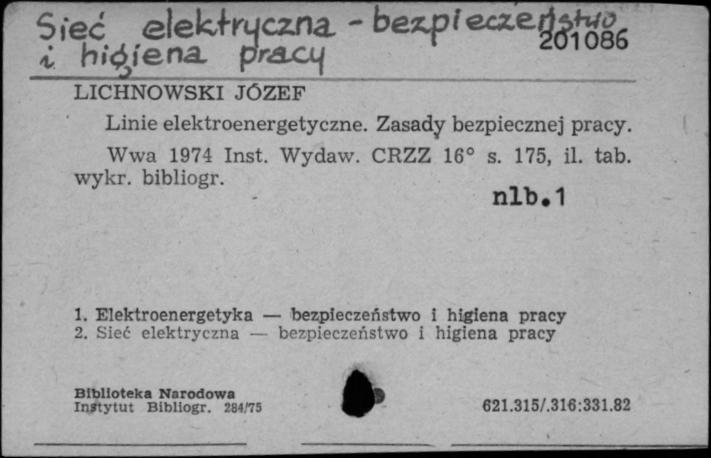 Sieć elektryczna - bezpieczeństwo
201086
i higiena pracy
LICHNOWSKI JÓZEF
Linie elektroenergetyczne. Zasady bezpiecznej pracy.
Wwa 1974 Inst. Wydaw. CRZZ 16° s. 175, il. tab.
wykr. bibliogr.
nlb.1
1. Elektroenergetyka — bezpieczeństwo i higiena pracy
2. Sieć elektryczna — bezpieczeństwo i higiena pracy
Biblioteka Narodowa
Instytut Bibliogr. 284/75
621.315/.316:331.82